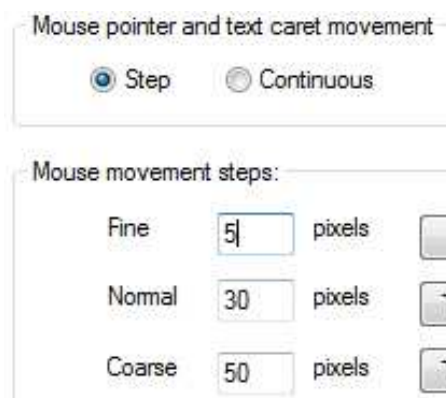 Mouse pointer and text caret movement
Step Continuous
Mouse movement steps:
Fine 5 pixels
Normal 30 pixels
Coarse 50 pixels